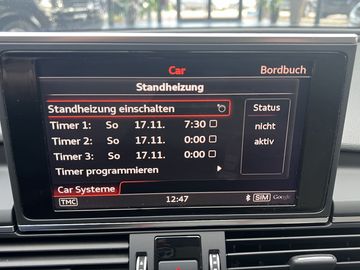 Car Bordbuch
Standheizung
Standheizung einschalten
Status
nicht
aktiv
Timer 1: So 17.11. 7:30
Timer 2: So 17.11. 0:00
Timer 3: So 17.11. 0:00
Timer programmieren
Car Systeme
TMC 12:47 SIM Google